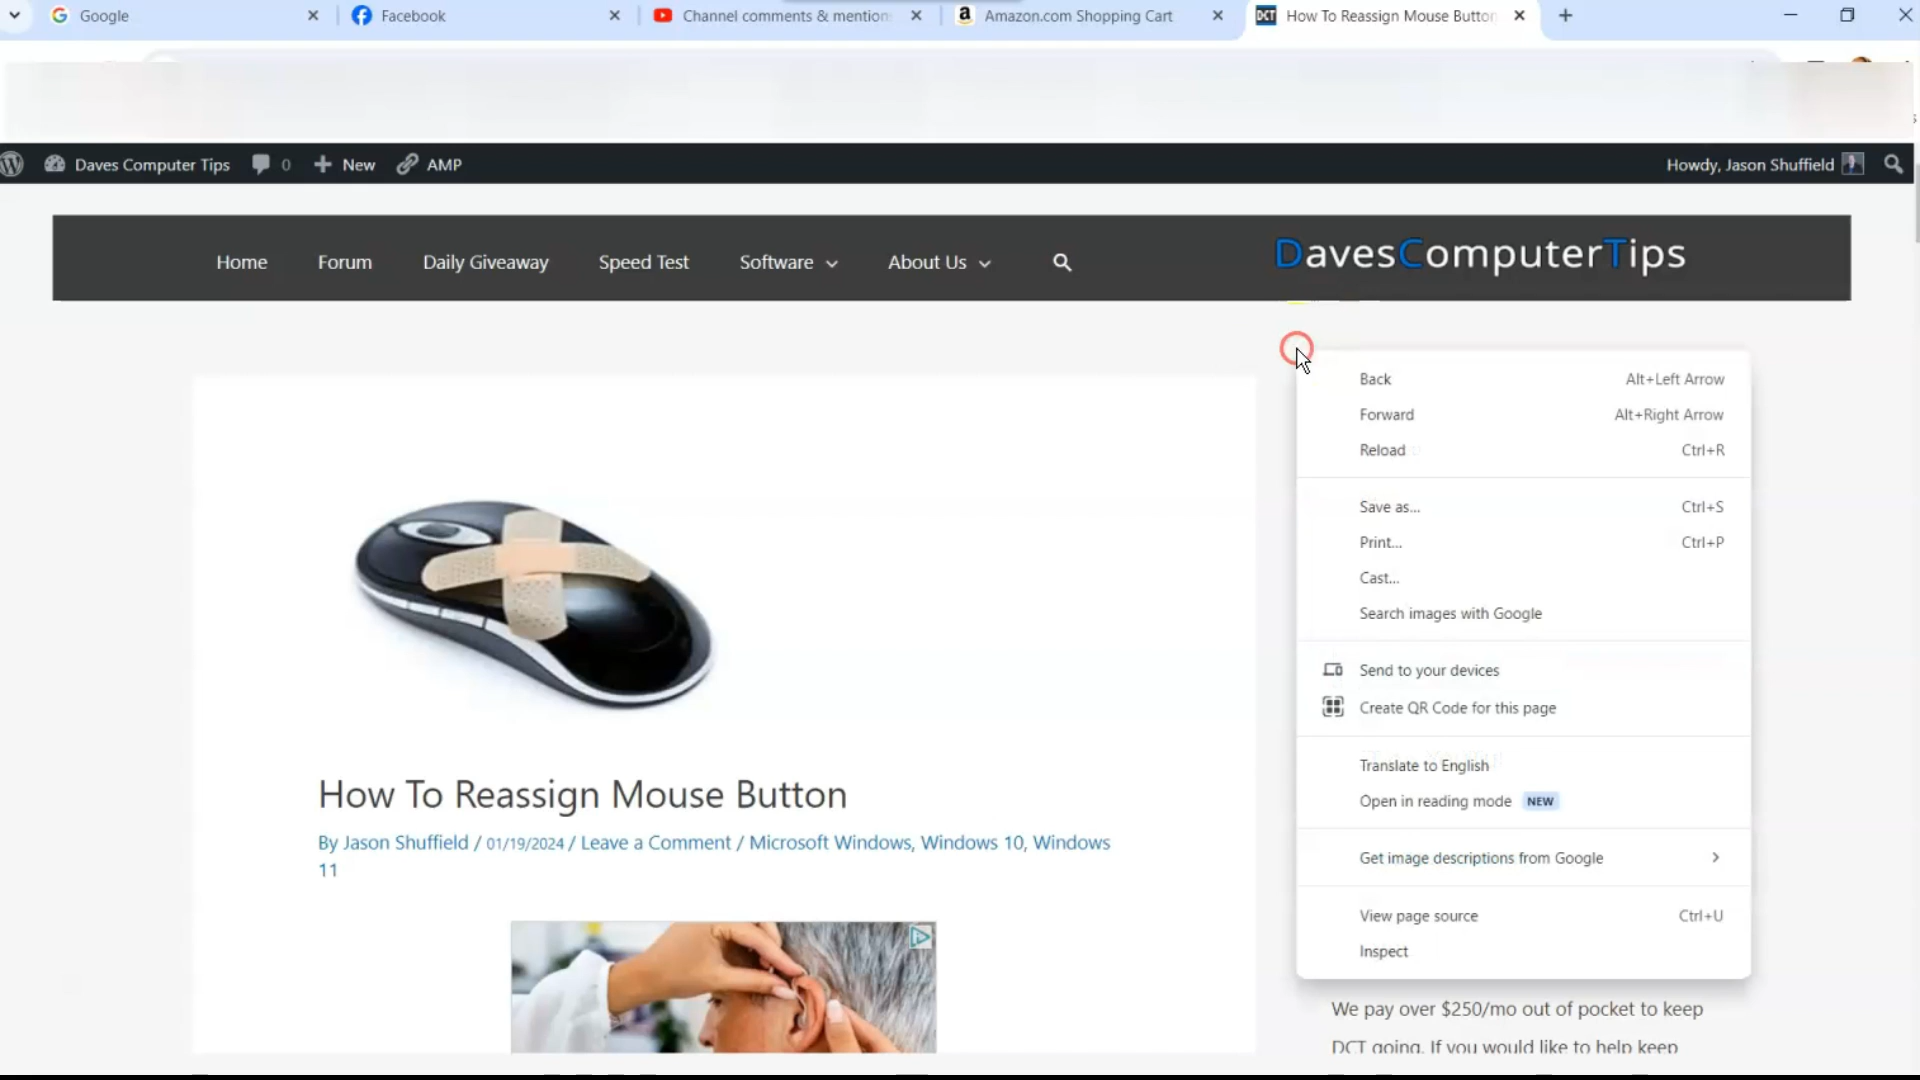 Google
Facebook
Channel comments & mention
Amazon.com Shopping Cart
How To Reassign Mouse Button
Daves Computer Tips
0
New
AMP
Howdy, Jason Shuffield
Home
Forum
Daily Giveaway
Speed Test
Software
About Us
DavesComputerTips
Back Alt+Left Arrow
Forward Alt+Right Arrow
Reload Ctrl+R
Save as... Ctrl+S
Print... Ctrl+P
Cast...
Search images with Google
Send to your devices
Create QR Code for this page
Translate to English
Open in reading mode NEW
Get image descriptions from Google
View page source Ctrl+U
Inspect
How To Reassign Mouse Button
By Jason Shuffield / 01/19/2024 / Leave a Comment / Microsoft Windows, Windows 10, Windows
11
We pay over $250/mo out of pocket to keep
DCT going. If you would like to help keep